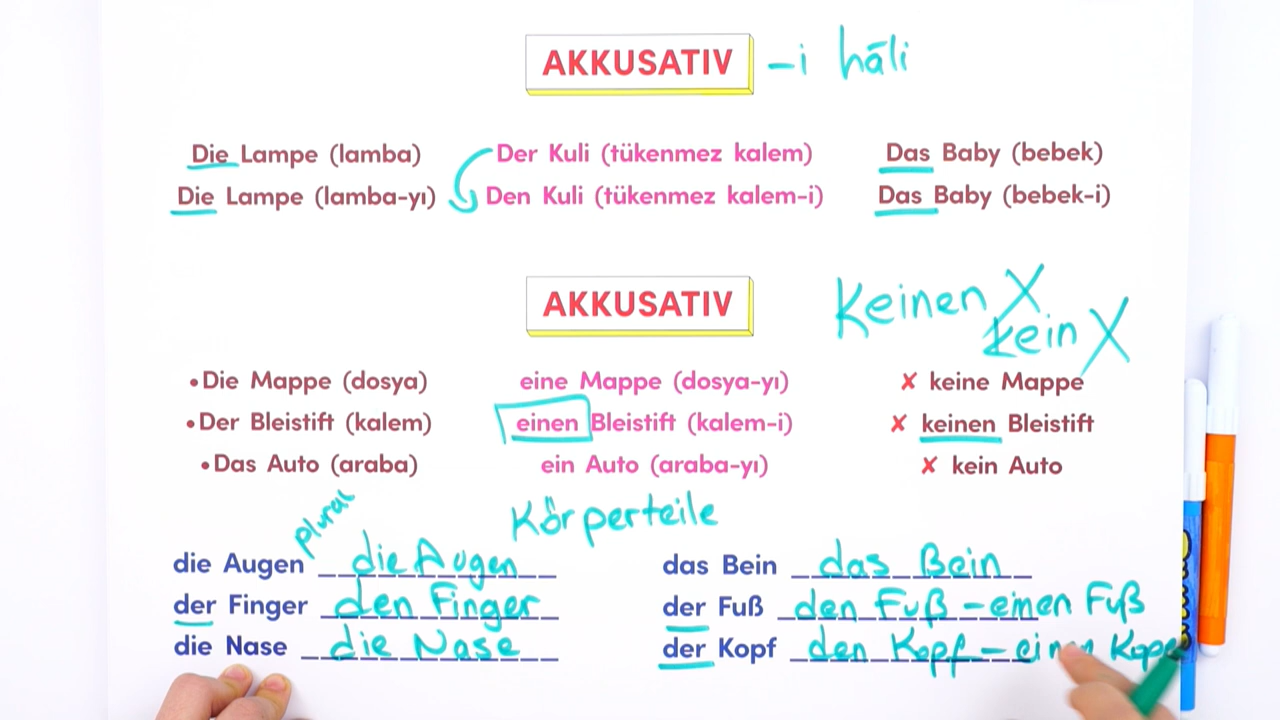 AKKUSATIV -i hāli
Die Lampe (lamba) Der Kuli (tükenmez kalem) Das Baby (bebek)
Die Lampe (lamba-yı) Den Kuli (tükenmez kalem-i) Das Baby (bebek-i)
AKKUSATIV
Keinen X
kein X
• Die Mappe (dosya) eine Mappe (dosya-yı) ✘ keine Mappe
• Der Bleistift (kalem) einen Bleistift (kalem-i) ✘ keinen Bleistift
• Das Auto (araba) ein Auto (araba-yı) ✘ kein Auto
plural Körperteile
die Augen die Augen das Bein das Bein
der Finger den Finger der Fuß den Fuß - einen Fuß
die Nase die Nase der Kopf den Kopf -